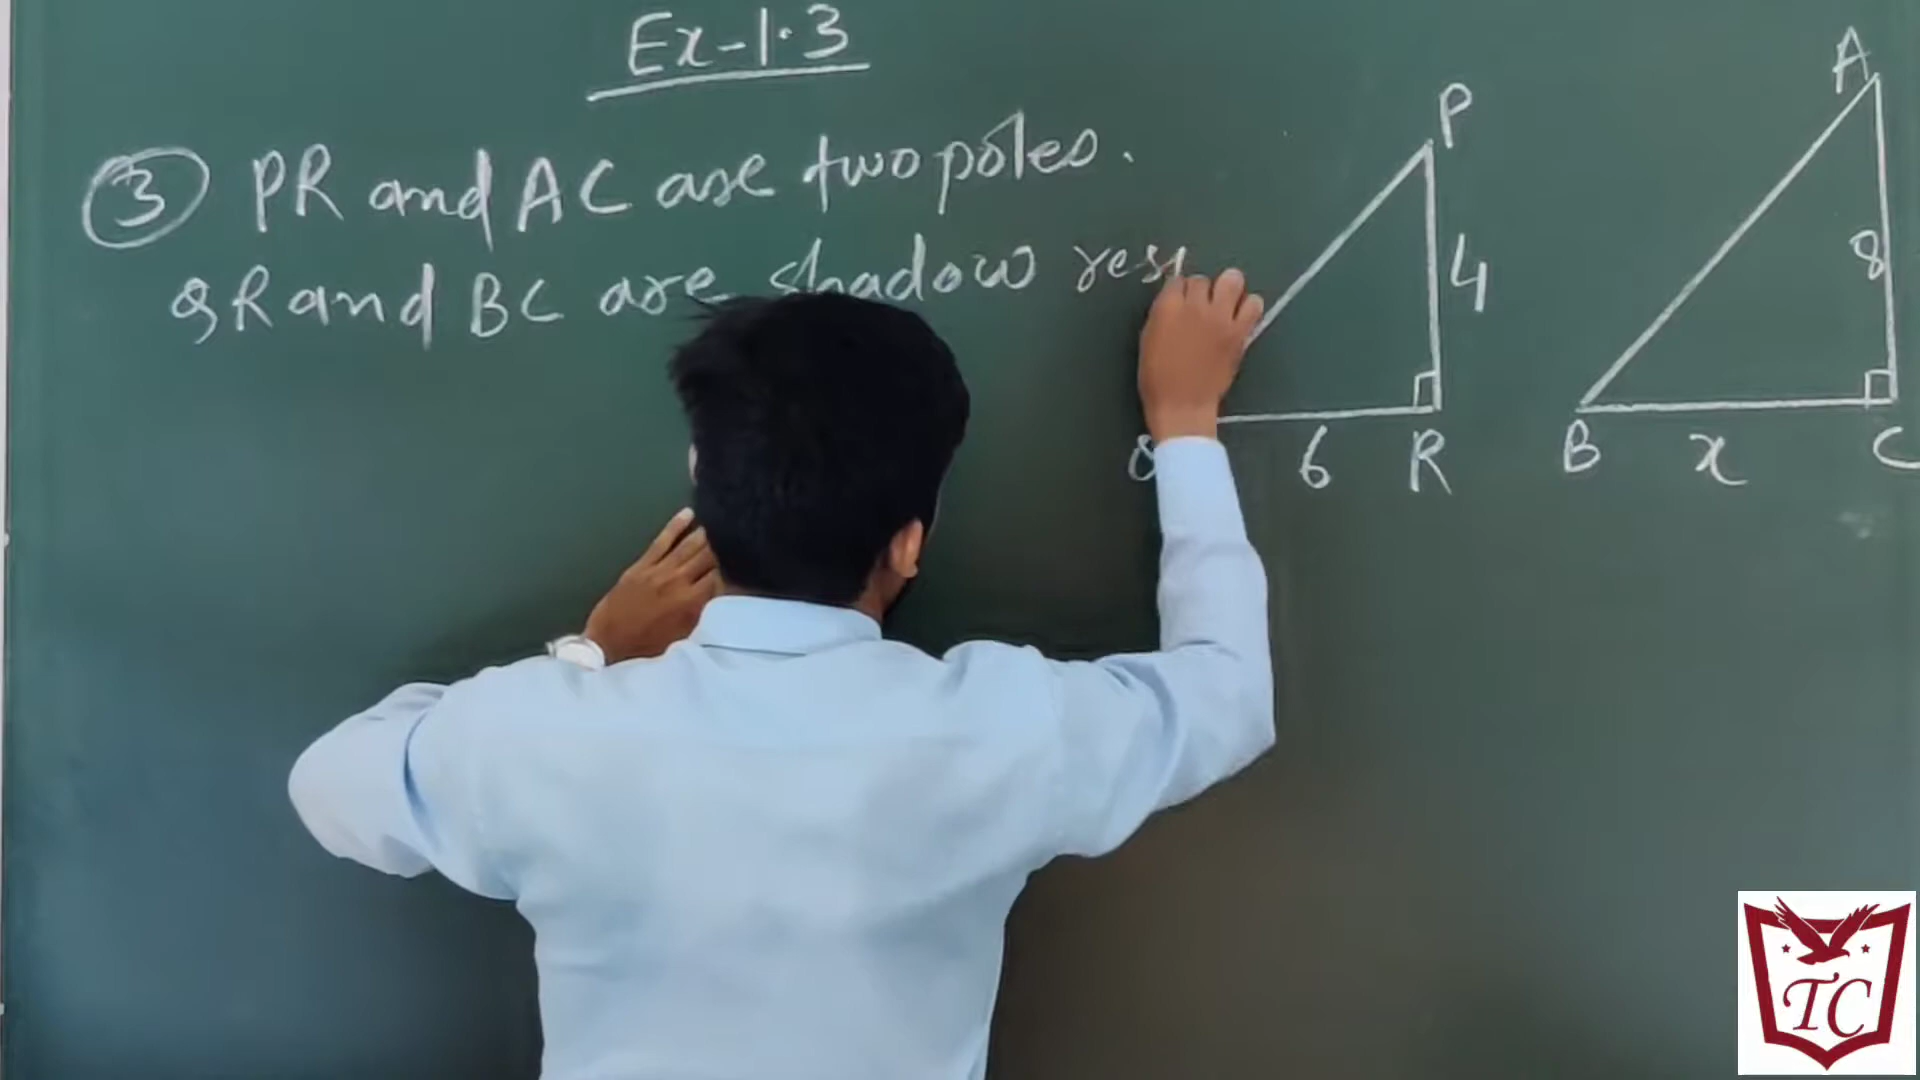 Ex-1.3
③ PR and AC are two poles.
QR and BC are shadow res
P
4
6
R
A
8
B
x
C
TC